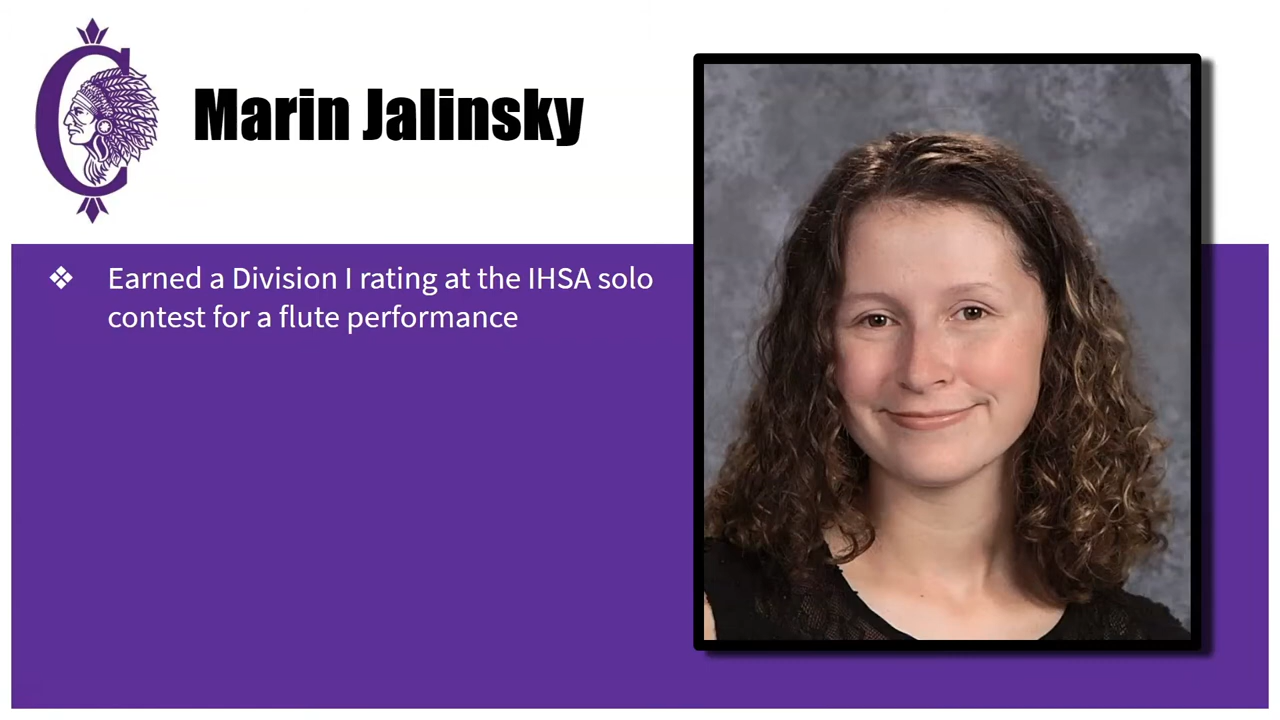 C
Marin Jalinsky
❖ Earned a Division I rating at the IHSA solo
contest for a flute performance